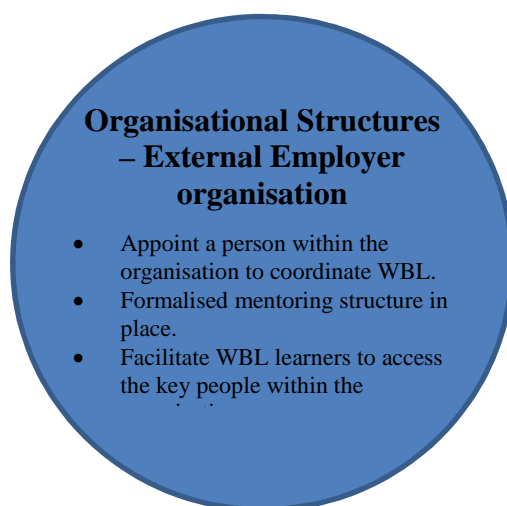 Organisational Structures
– External Employer
organisation
• Appoint a person within the
organisation to coordinate WBL.
• Formalised mentoring structure in
place.
• Facilitate WBL learners to access
the key people within the